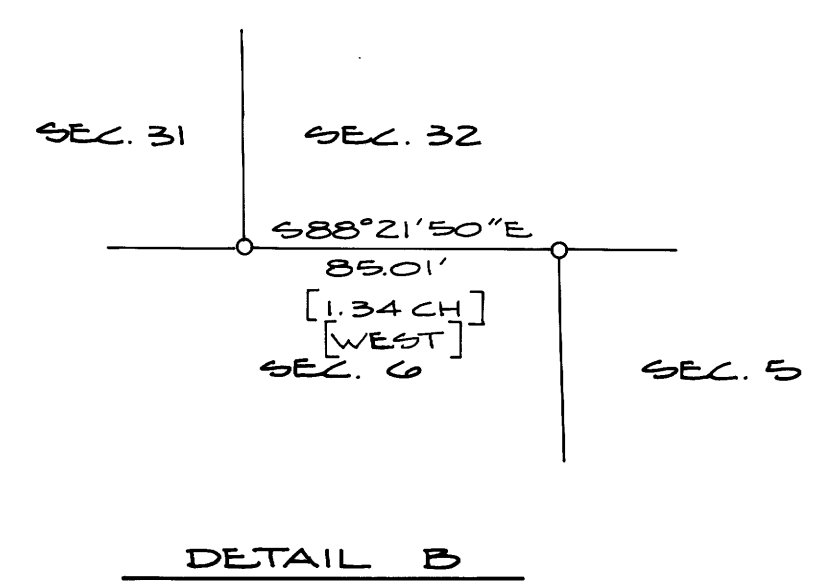 SEC. 31
SEC. 32
S88°21'50"E
85.01'
[1.34 CH]
[WEST]
SEC. 6
SEC. 5
DETAIL B